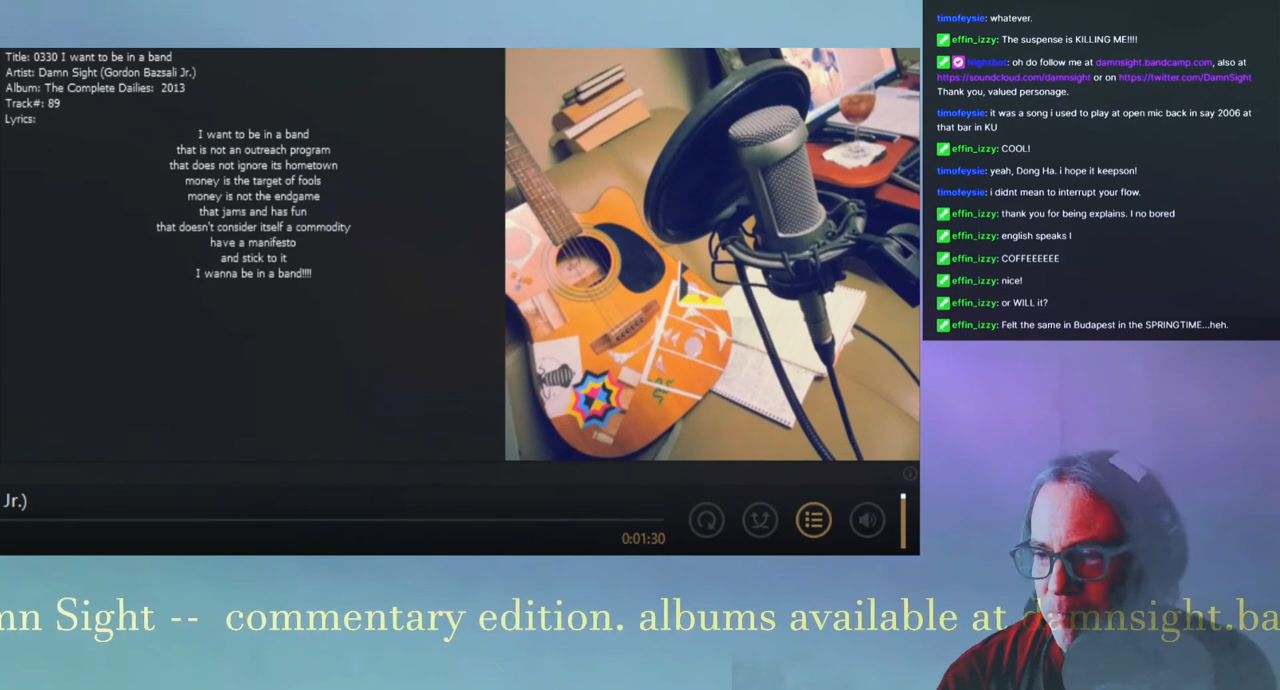 Title: 0330 I want to be in a band
Artist: Damn Sight (Gordon Bazsali Jr.)
Album: The Complete Dailies:  2013
Track#: 89
Lyrics:
I want to be in a band
that is not an outreach program
that does not ignore its hometown
money is the target of fools
money is not the endgame
that jams and has fun
that doesn't consider itself a commodity
have a manifesto
and stick to it
I wanna be in a band!!!!
Jr.)
0:01:30
timofeysie: whatever.
effin_izzy: The suspense is KILLING ME!!!!
Nightbot: oh do follow me at damnsight.bandcamp.com, also at
https://soundcloud.com/damnsight or on https://twitter.com/DamnSight
Thank you, valued personage.
timofeysie: it was a song i used to play at open mic back in say 2006 at
that bar in KU
effin_izzy: COOL!
timofeysie: yeah, Dong Ha. i hope it keepson!
timofeysie: i didnt mean to interrupt your flow.
effin_izzy: thank you for being explains. I no bored
effin_izzy: english speaks I
effin_izzy: COFFEEEEEE
effin_izzy: nice!
effin_izzy: or WILL it?
effin_izzy: Felt the same in Budapest in the SPRINGTIME...heh.
mn Sight --  commentary edition. albums available at damnsight.ba